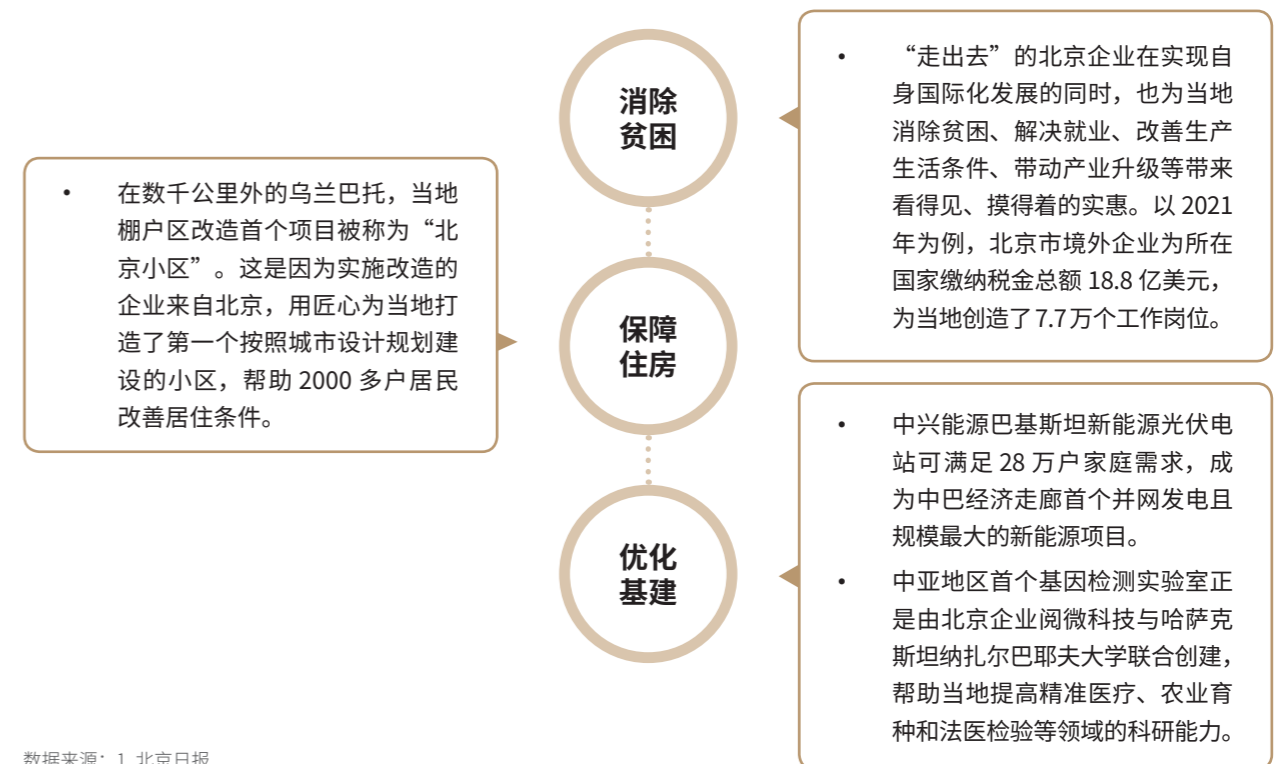 消除
贫困
• “走出去”的北京企业在实现自
身国际化发展的同时，也为当地
消除贫困、解决就业、改善生产
生活条件、带动产业升级等带来
看得见、摸得着的实惠。以 2021
年为例，北京市境外企业为所在
国家缴纳税金总额 18.8 亿美元，
为当地创造了 7.7 万个工作岗位。
• 在数千公里外的乌兰巴托，当地
棚户区改造首个项目被称为“北
京小区”。这是因为实施改造的
企业来自北京，用匠心为当地打
造了第一个按照城市设计规划建
设的小区，帮助 2000 多户居民
改善居住条件。
保障
住房
优化
基建
• 中兴能源巴基斯坦新能源光伏电
站可满足 28 万户家庭需求，成
为中巴经济走廊首个并网发电且
规模最大的新能源项目。
• 中亚地区首个基因检测实验室正
是由北京企业阅微科技与哈萨克
斯坦纳扎尔巴耶夫大学联合创建，
帮助当地提高精准医疗、农业育
种和法医检验等领域的科研能力。
数据来源：1. 北京日报